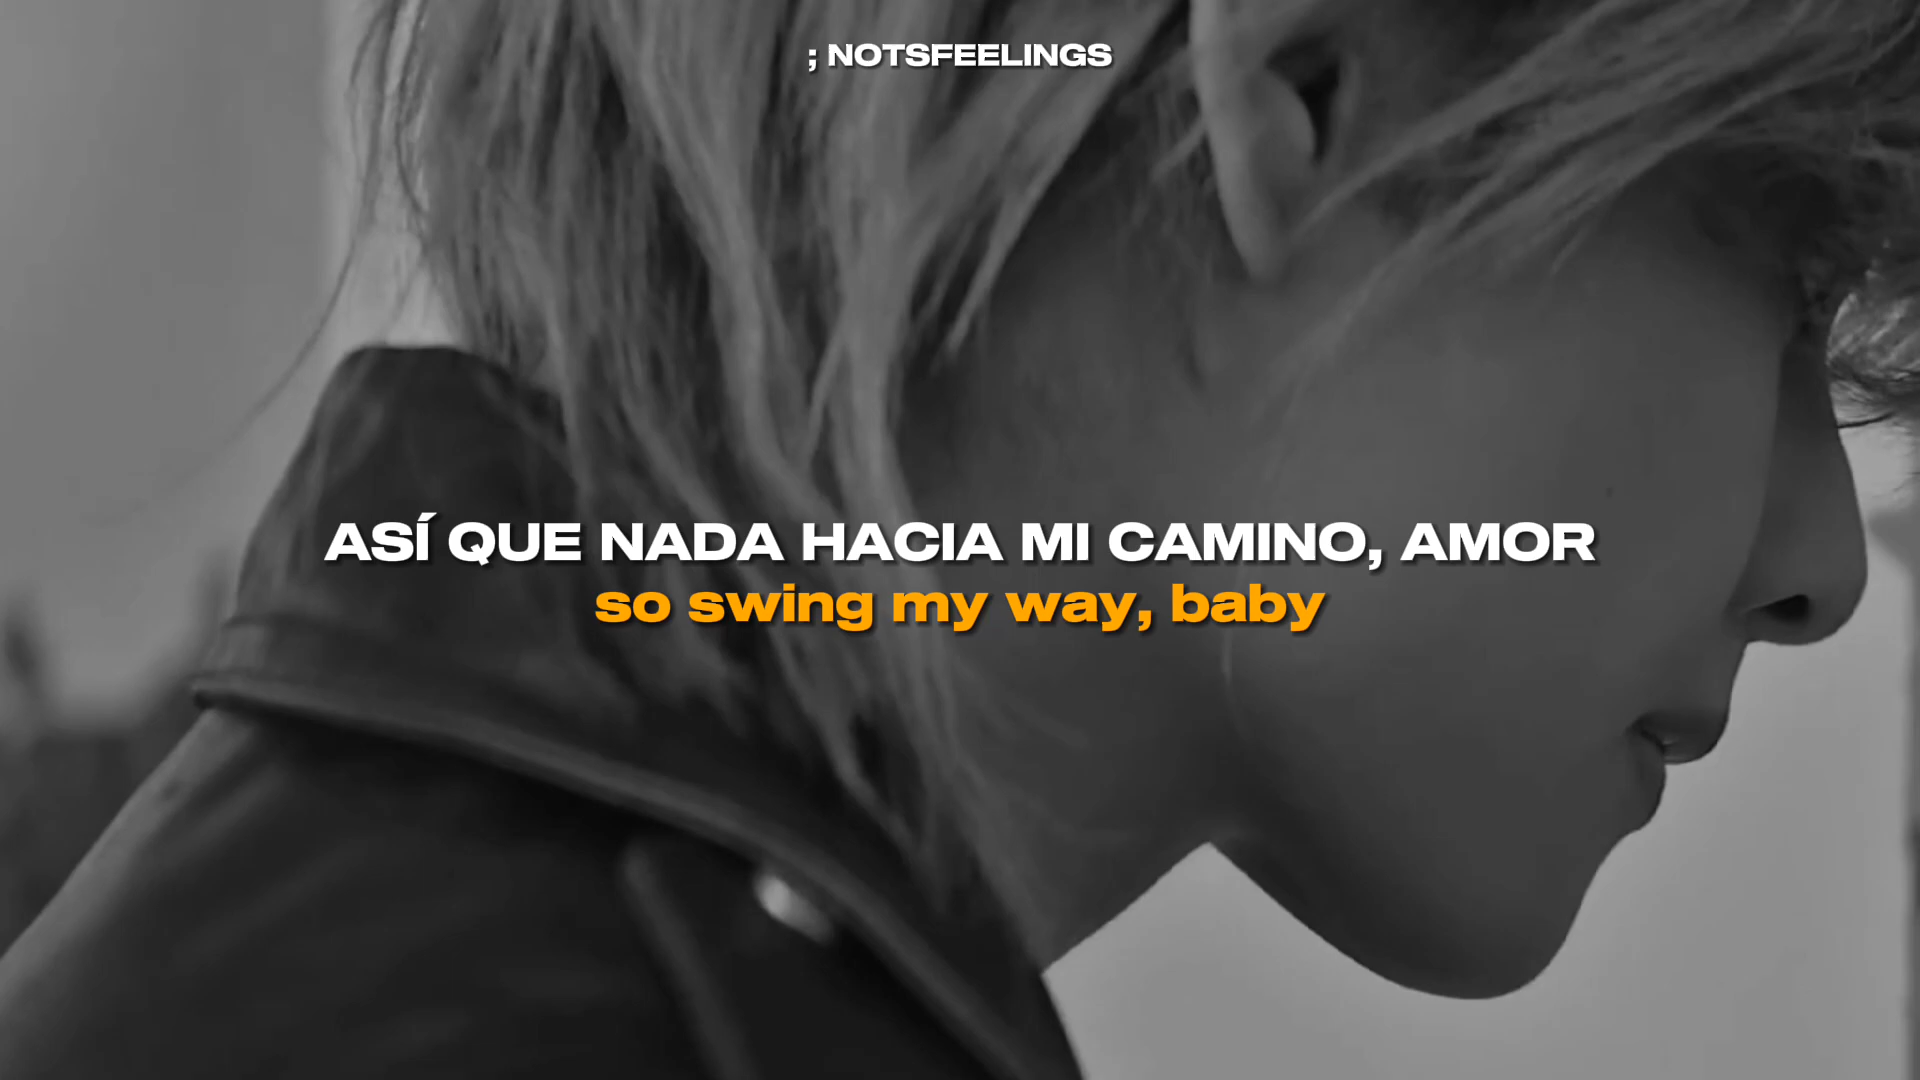 ; NOTSFEELINGS
ASÍ QUE NADA HACIA MI CAMINO, AMOR
so swing my way, baby